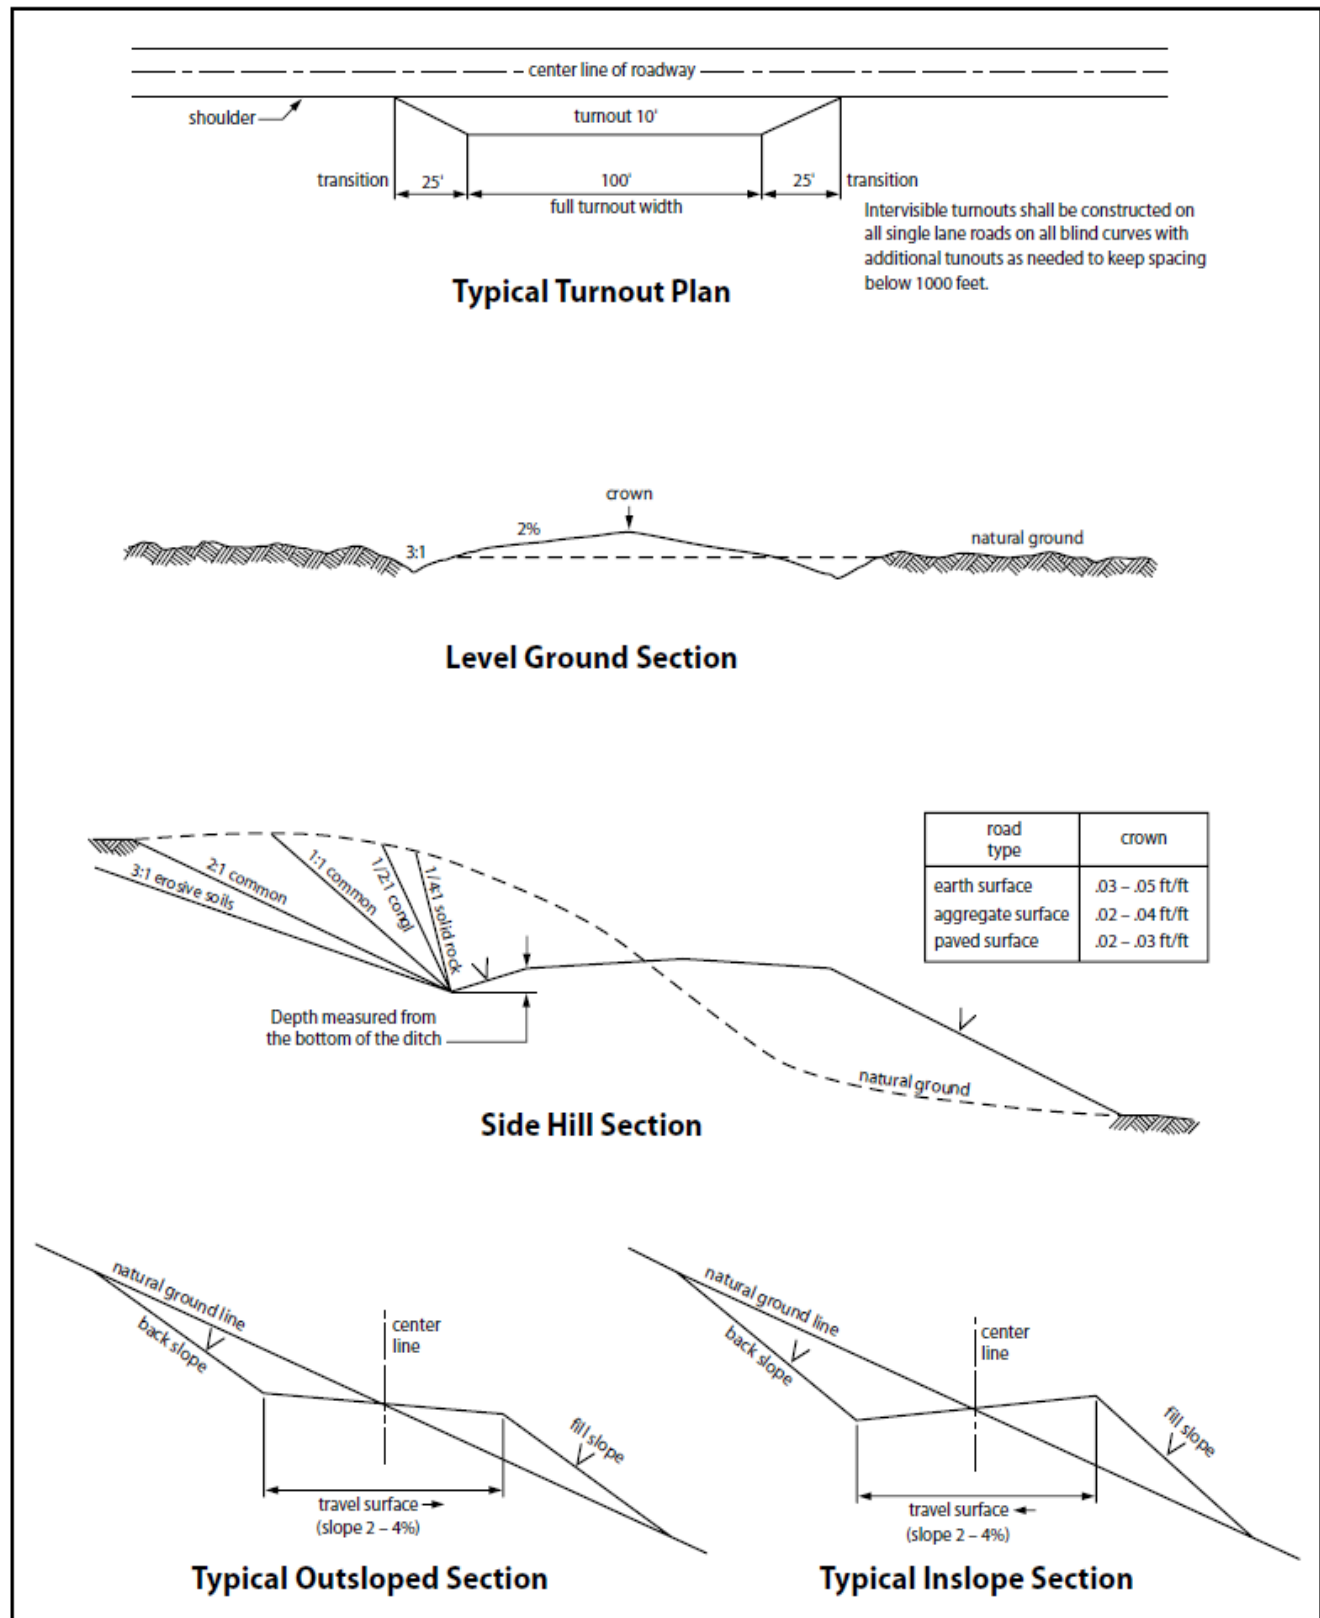 center line of roadway
shoulder
turnout 10'
transition
25'
100'
25'
transition
full turnout width
Intervisible turnouts shall be constructed on
all single lane roads on all blind curves with
additional tunouts as needed to keep spacing
below 1000 feet.
Typical Turnout Plan
crown
2%
3:1
natural ground
Level Ground Section
road
type
crown
earth surface
.03 – .05 ft/ft
aggregate surface
.02 – .04 ft/ft
paved surface
.02 – .03 ft/ft
3:1 erosive soils
2:1 common
1:1 common
1/2:1 congl
1/4:1 solid rock
Depth measured from
the bottom of the ditch
natural ground
Side Hill Section
natural ground line
back slope
center
line
fill slope
travel surface
(slope 2 – 4%)
Typical Outsloped Section
natural ground line
back slope
center
line
fill slope
travel surface
(slope 2 – 4%)
Typical Inslope Section